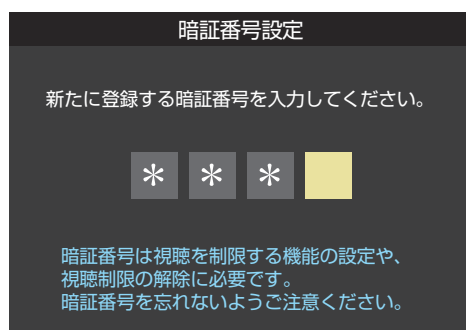 暗証番号設定
新たに登録する暗証番号を入力してください。
* * *
暗証番号は視聴を制限する機能の設定や、
視聴制限の解除に必要です。
暗証番号を忘れないようご注意ください。